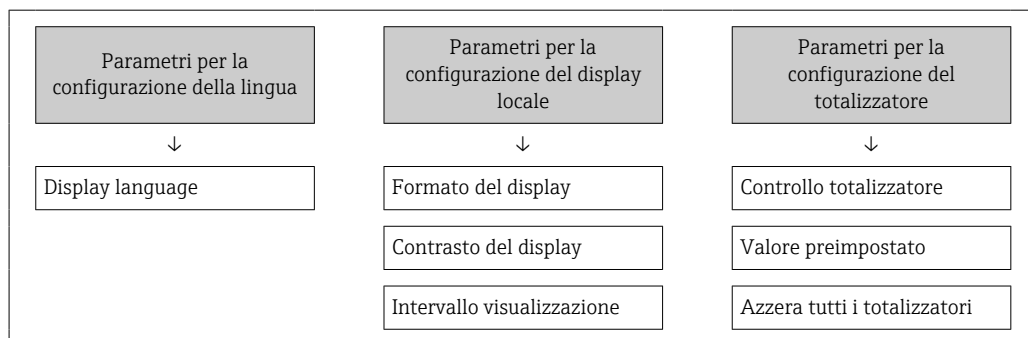 Parametri per la
configurazione della lingua
↓
Display language
Parametri per la
configurazione del display
locale
↓
Formato del display
Contrasto del display
Intervallo visualizzazione
Parametri per la
configurazione del
totalizzatore
↓
Controllo totalizzatore
Valore preimpostato
Azzera tutti i totalizzatori